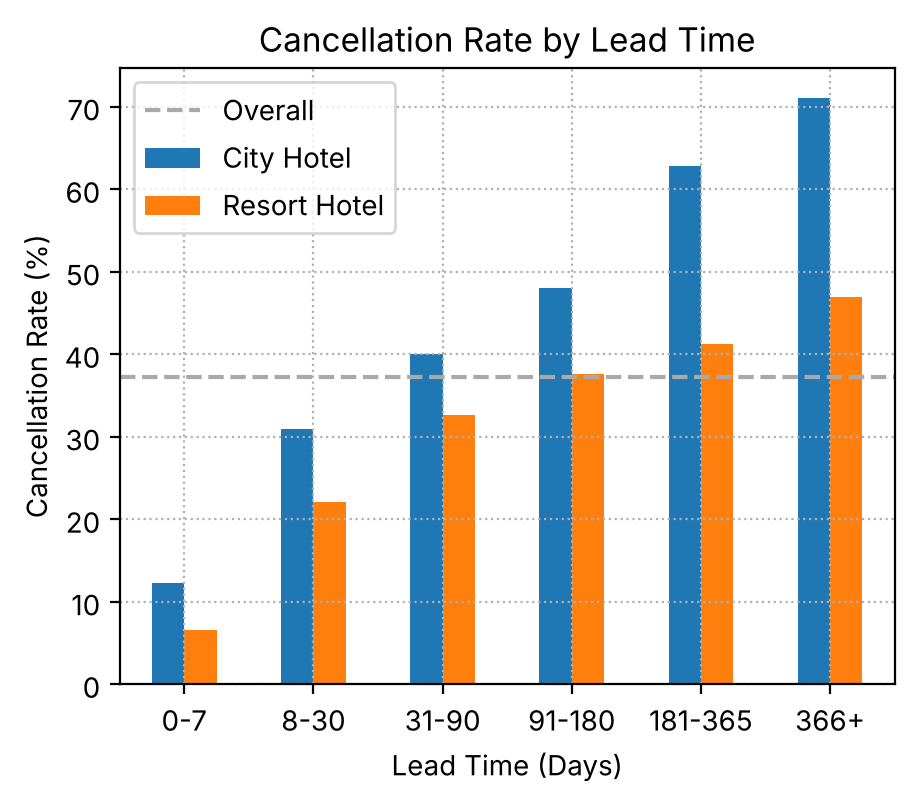 Cancellation Rate by Lead Time
Overall
City Hotel
Resort Hotel
Cancellation Rate (%)
70
60
50
40
30
20
10
0
0-7 8-30 31-90 91-180 181-365 366+
Lead Time (Days)